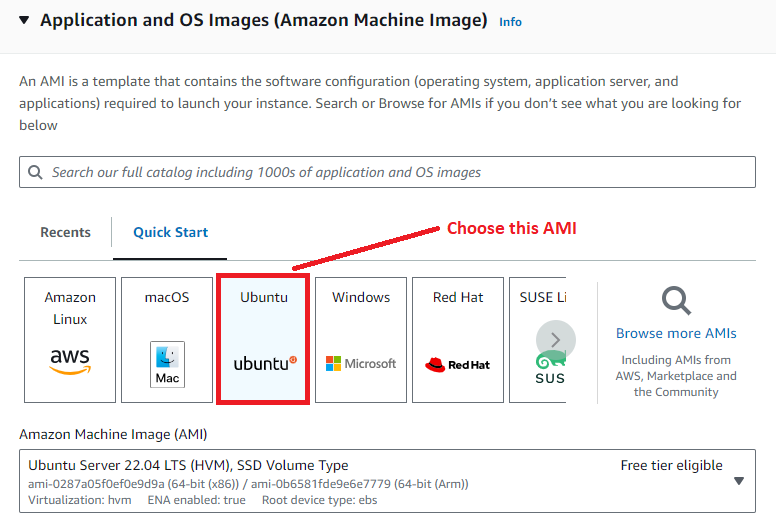 Application and OS Images (Amazon Machine Image) Info
An AMI is a template that contains the software configuration (operating system, application server, and
applications) required to launch your instance. Search or Browse for AMIs if you don't see what you are looking for
below
Search our full catalog including 1000s of application and OS images
Recents
Quick Start
Choose this AMI
Amazon
Linux
aws
macOS
Mac
Ubuntu
ubuntu
Windows
Microsoft
Red Hat
Red Hat
SUSE Li
SUS
Browse more AMIs
Including AMIs from
AWS, Marketplace and
the Community
Amazon Machine Image (AMI)
Ubuntu Server 22.04 LTS (HVM), SSD Volume Type
Free tier eligible
ami-0287a05f0ef0e9d9a (64-bit (x86)) / ami-0b6581fde9e6e7779 (64-bit (Arm))
Virtualization: hvm ENA enabled: true Root device type: ebs